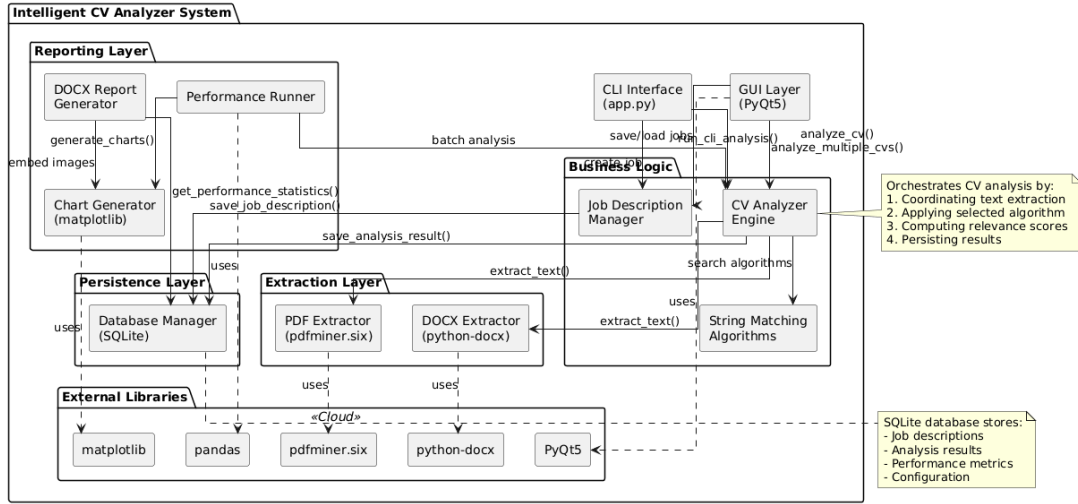 Intelligent CV Analyzer System
Reporting Layer
DOCX Report
Generator
Performance Runner
CLI Interface
(app.py)
GUI Layer
(PyQt5)
generate_charts()
embed images
batch analysis
save/load jobs
run_cli_analysis()
analyze_cv()
analyze_multiple_cvs()
create job
Business Logic
Chart Generator
(matplotlib)
get_performance_statistics()
save_job_description()
Job Description
Manager
CV Analyzer
Engine
Orchestrates CV analysis by:
1. Coordinating text extraction
2. Applying selected algorithm
3. Computing relevance scores
4. Persisting results
save_analysis_result()
uses
extract_text()
search algorithms
Persistence Layer
Extraction Layer
Database Manager
(SQLite)
PDF Extractor
(pdfminer.six)
DOCX Extractor
(python-docx)
uses
extract_text()
String Matching
Algorithms
uses
uses
uses
External Libraries
«Cloud»
matplotlib
pandas
pdfminer.six
python-docx
PyQt5
SQLite database stores:
- Job descriptions
- Analysis results
- Performance metrics
- Configuration